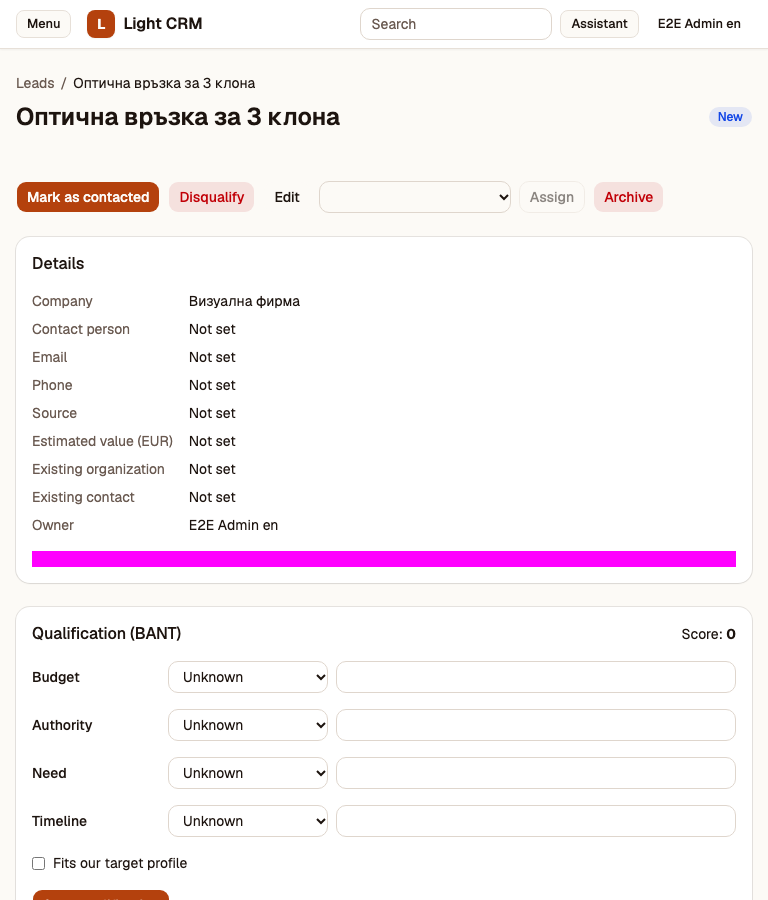 Menu L Light CRM Search Assistant E2E Admin en
Leads / Оптична връзка за 3 клона
Оптична връзка за 3 клона New
Mark as contacted Disqualify Edit Assign Archive
Details
Company Визуална фирма
Contact person Not set
Email Not set
Phone Not set
Source Not set
Estimated value (EUR) Not set
Existing organization Not set
Existing contact Not set
Owner E2E Admin en
Qualification (BANT) Score: 0
Budget Unknown
Authority Unknown
Need Unknown
Timeline Unknown
Fits our target profile